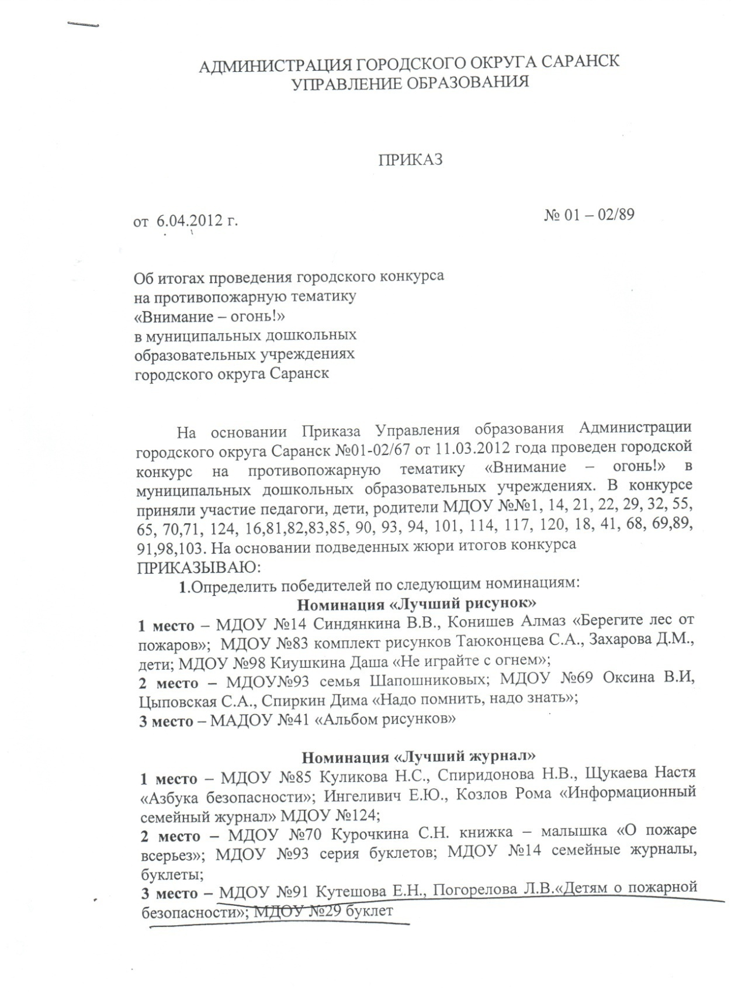 АДМИНИСТРАЦИЯ ГОРОДСКОГО ОКРУГА САРАНСК
УПРАВЛЕНИЕ ОБРАЗОВАНИЯ
ПРИКАЗ
от 6.04.2012 г. № 01 – 02/89
Об итогах проведения городского конкурса
на противопожарную тематику
«Внимание – огонь!»
в муниципальных дошкольных
образовательных учреждениях
городского округа Саранск
На основании Приказа Управления образования Администрации
городского округа Саранск №01-02/67 от 11.03.2012 года проведен городской
конкурс на противопожарную тематику «Внимание – огонь!» в
муниципальных дошкольных образовательных учреждениях. В конкурсе
приняли участие педагоги, дети, родители МДОУ №№1, 14, 21, 22, 29, 32, 55,
65, 70,71, 124, 16,81,82,83,85, 90, 93, 94, 101, 114, 117, 120, 18, 41, 68, 69,89,
91,98,103. На основании подведенных жюри итогов конкурса
ПРИКАЗЫВАЮ:
1.Определить победителей по следующим номинациям:
Номинация «Лучший рисунок»
1 место – МДОУ №14 Синдянкина В.В., Конишев Алмаз «Берегите лес от
пожаров»; МДОУ №83 комплект рисунков Таюконцева С.А., Захарова Д.М.,
дети; МДОУ №98 Киушкина Даша «Не играйте с огнем»;
2 место – МДОУ№93 семья Шапошниковых; МДОУ №69 Оксина В.И,
Цыповская С.А., Спиркин Дима «Надо помнить, надо знать»;
3 место – МАДОУ №41 «Альбом рисунков»
Номинация «Лучший журнал»
1 место – МДОУ №85 Куликова Н.С., Спиридонова Н.В., Щукаева Настя
«Азбука безопасности»; Ингеливич Е.Ю., Козлов Рома «Информационный
семейный журнал» МДОУ №124;
2 место – МДОУ №70 Курочкина С.Н. книжка – малышка «О пожаре
всерьез»; МДОУ №93 серия буклетов; МДОУ №14 семейные журналы,
буклеты;
3 место – МДОУ №91 Кутешова Е.Н., Погорелова Л.В.«Детям о пожарной
безопасности»; МДОУ №29 буклет